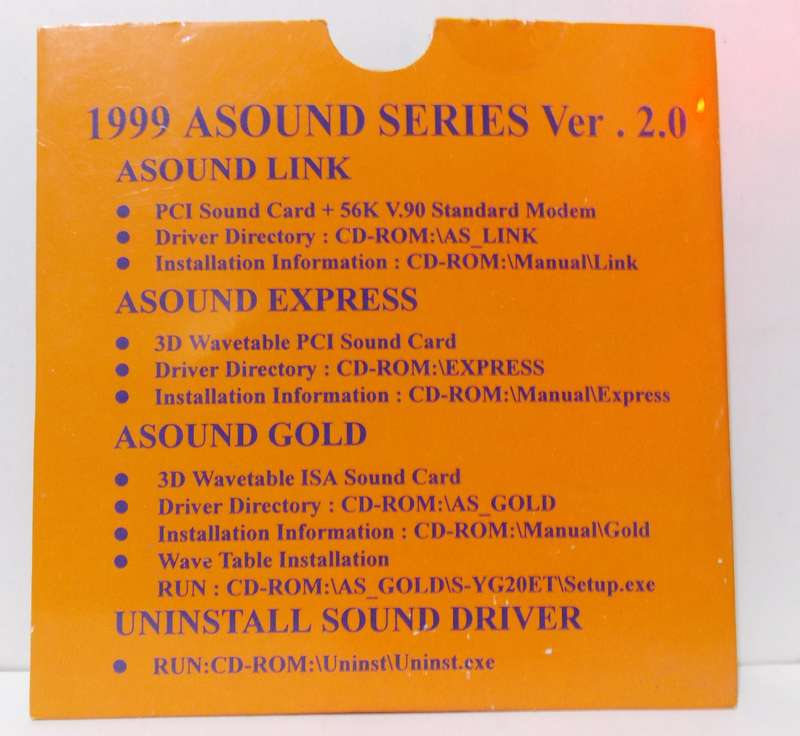 1999 ASOUND SERIES Ver . 2.0
ASOUND LINK
● PCI Sound Card + 56K V.90 Standard Modem
● Driver Directory : CD-ROM:\AS_LINK
● Installation Information : CD-ROM:\Manual\Link
ASOUND EXPRESS
● 3D Wavetable PCI Sound Card
● Driver Directory : CD-ROM:\EXPRESS
● Installation Information : CD-ROM:\Manual\Express
ASOUND GOLD
● 3D Wavetable ISA Sound Card
● Driver Directory : CD-ROM:\AS_GOLD
● Installation Information : CD-ROM:\Manual\Gold
● Wave Table Installation
RUN : CD-ROM:\AS_GOLD\S-YG20ET\Setup.exe
UNINSTALL SOUND DRIVER
● RUN:CD-ROM:\Uninst\Uninst.exe